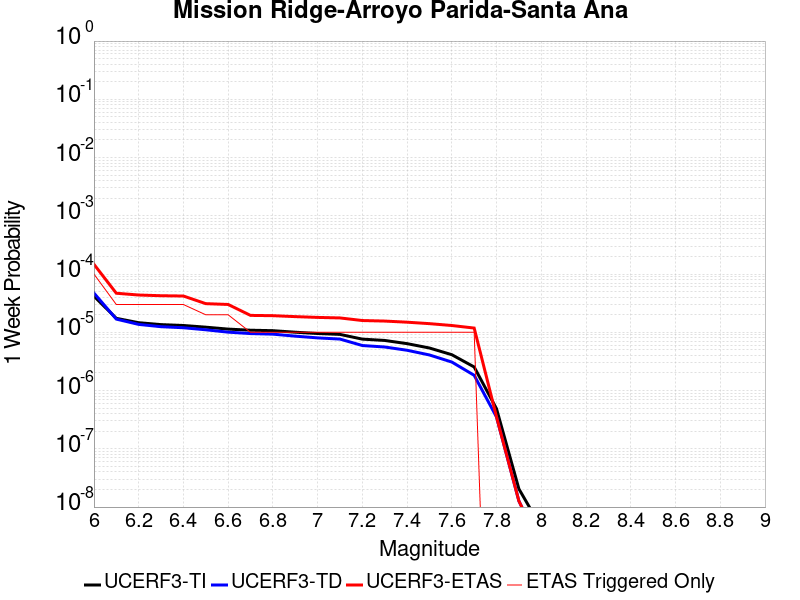 Mission Ridge-Arroyo Parida-Santa Ana
1 Week Probability
10^0
10^-1
10^-2
10^-3
10^-4
10^-5
10^-6
10^-7
10^-8
6 6.2 6.4 6.6 6.8 7 7.2 7.4 7.6 7.8 8 8.2 8.4 8.6 8.8 9
Magnitude
UCERF3-TI UCERF3-TD UCERF3-ETAS ETAS Triggered Only